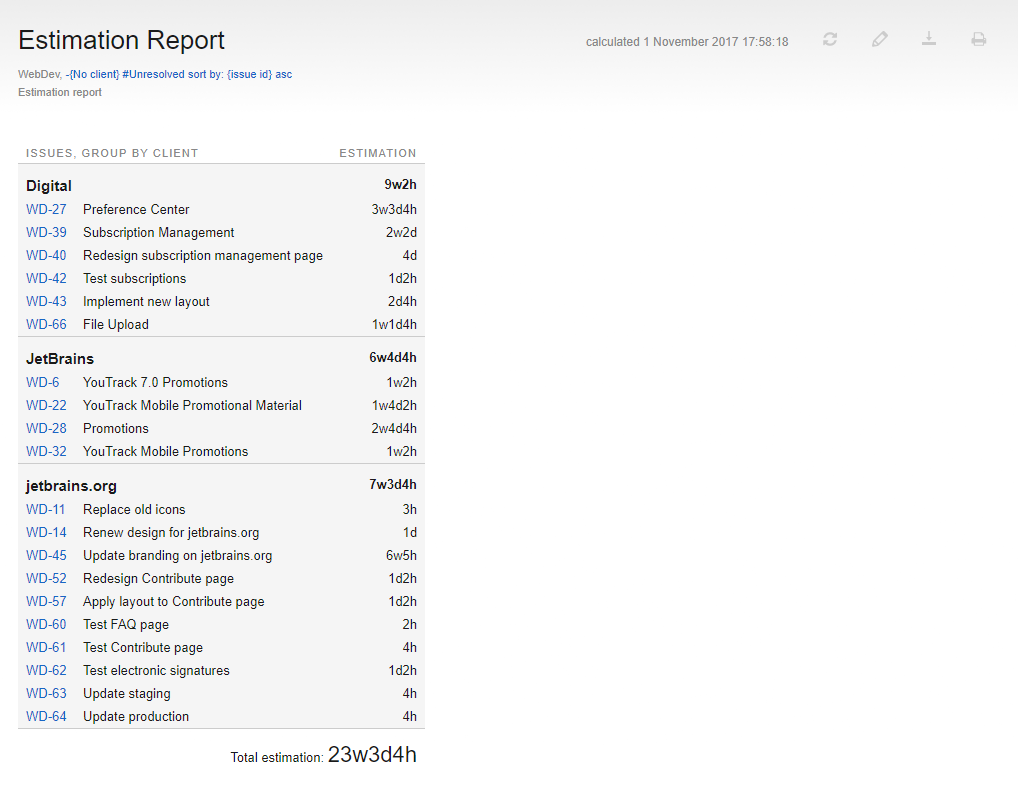 Estimation Report
calculated 1 November 2017 17:58:18
WebDev, -{No client} #Unresolved sort by: {issue id} asc
Estimation report
ISSUES, GROUP BY CLIENT ESTIMATION
Digital 9w2h
WD-27 Preference Center 3w3d4h
WD-39 Subscription Management 2w2d
WD-40 Redesign subscription management page 4d
WD-42 Test subscriptions 1d2h
WD-43 Implement new layout 2d4h
WD-66 File Upload 1w1d4h
JetBrains 6w4d4h
WD-6 YouTrack 7.0 Promotions 1w2h
WD-22 YouTrack Mobile Promotional Material 1w4d2h
WD-28 Promotions 2w4d4h
WD-32 YouTrack Mobile Promotions 1w2h
jetbrains.org 7w3d4h
WD-11 Replace old icons 3h
WD-14 Renew design for jetbrains.org 1d
WD-45 Update branding on jetbrains.org 6w5h
WD-52 Redesign Contribute page 1d2h
WD-57 Apply layout to Contribute page 1d2h
WD-60 Test FAQ page 2h
WD-61 Test Contribute page 4h
WD-62 Test electronic signatures 1d2h
WD-63 Update staging 4h
WD-64 Update production 4h
Total estimation: 23w3d4h